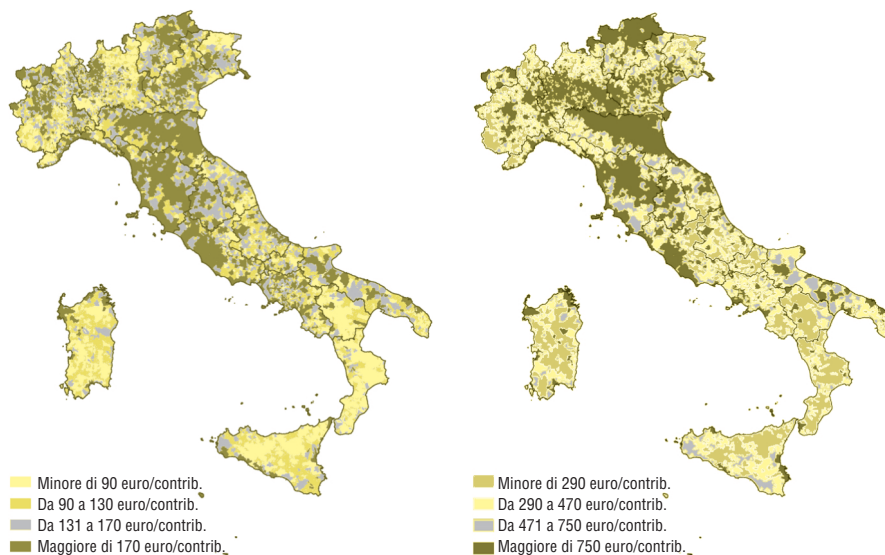 Minore di 90 euro/contrib.
Da 90 a 130 euro/contrib.
Da 131 a 170 euro/contrib.
Maggiore di 170 euro/contrib.
Minore di 290 euro/contrib.
Da 290 a 470 euro/contrib.
Da 471 a 750 euro/contrib.
Maggiore di 750 euro/contrib.